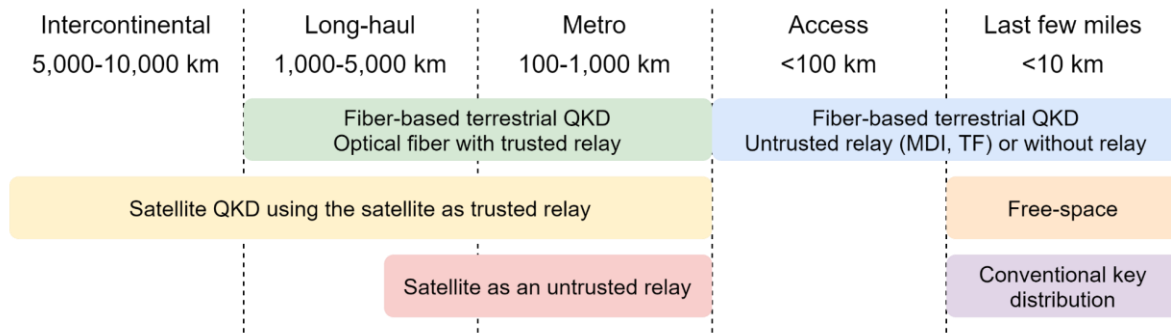 Intercontinental
5,000-10,000 km
Long-haul
1,000-5,000 km
Metro
100-1,000 km
Access
<100 km
Last few miles
<10 km
Fiber-based terrestrial QKD
Optical fiber with trusted relay
Fiber-based terrestrial QKD
Untrusted relay (MDI, TF) or without relay
Satellite QKD using the satellite as trusted relay
Free-space
Satellite as an untrusted relay
Conventional key
distribution